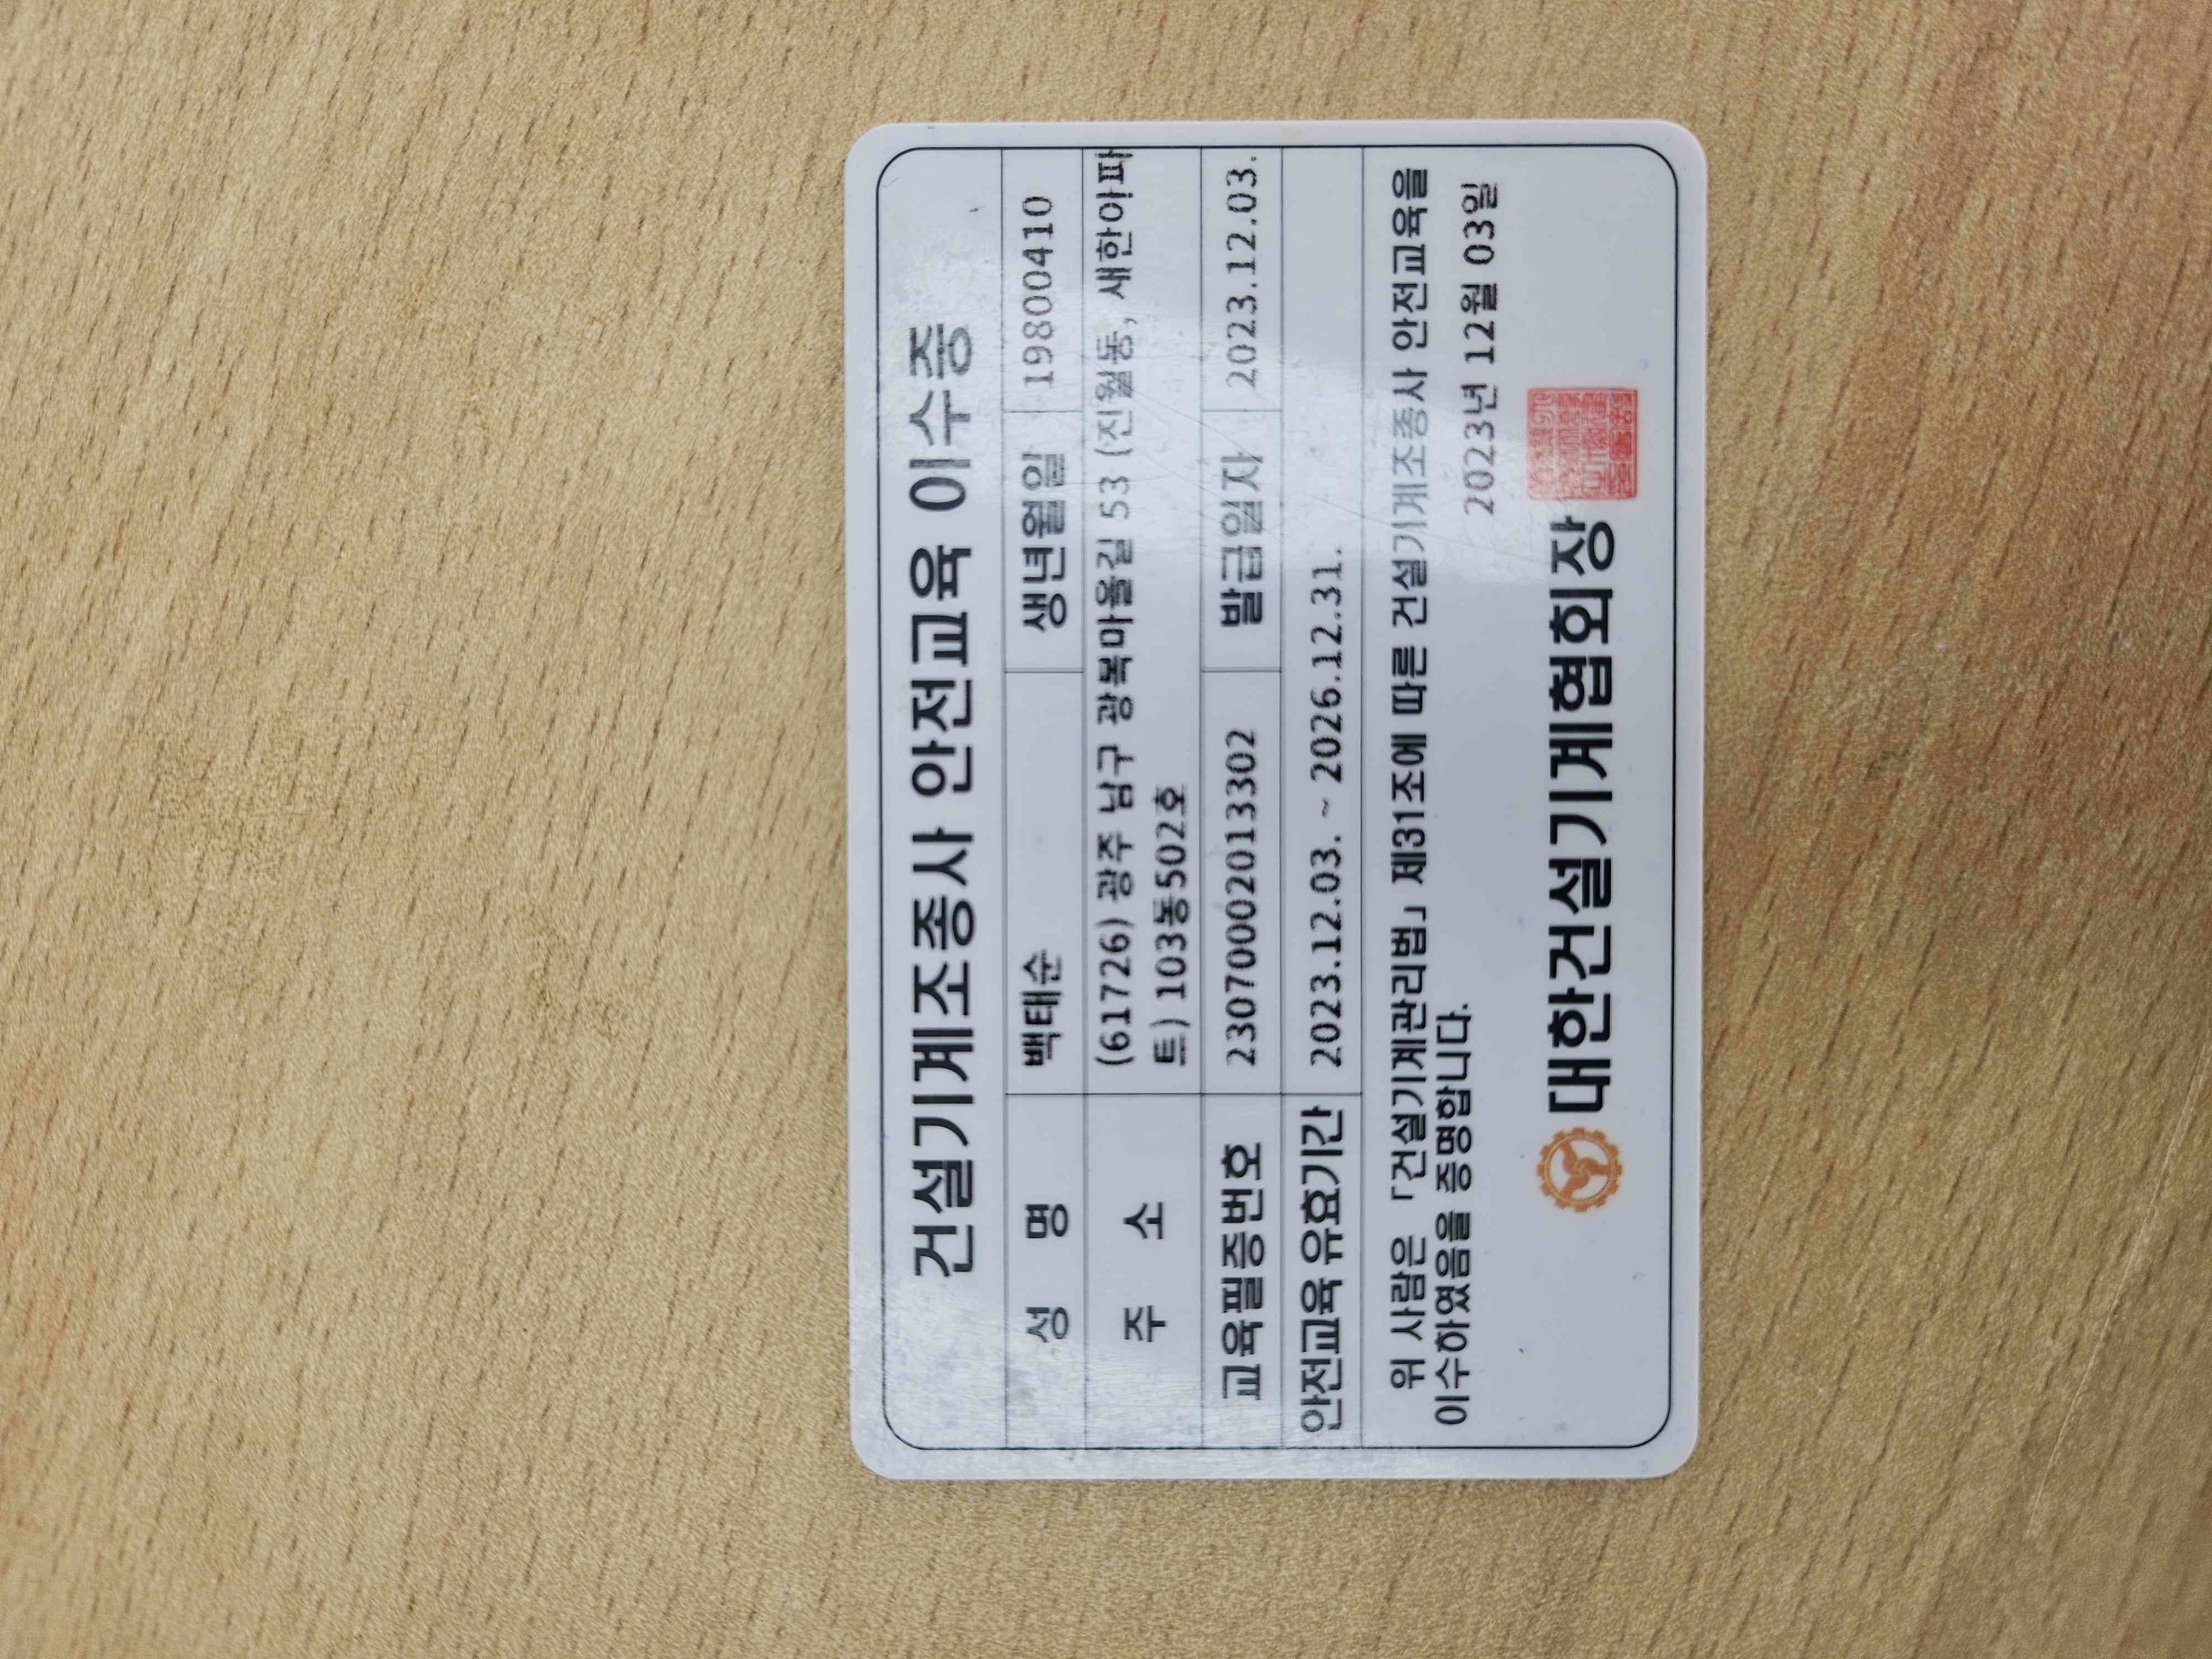 건설기계조종사 안전교육 이수증
성 명 백태순 생년월일 19800410
주 소 (61726) 광주 남구 광복마을길 53 (진월동, 새한아파
트) 103동502호
교육필증번호 23070002013302 발급일자 2023.12.03.
안전교육 유효기간 2023.12.03. ~ 2026.12.31.
위 사람은 「건설기계관리법」 제31조에 따른 건설기계조종사 안전교육을
이수하였음을 증명합니다.
2023년 12월 03일
대한건설기계협회장